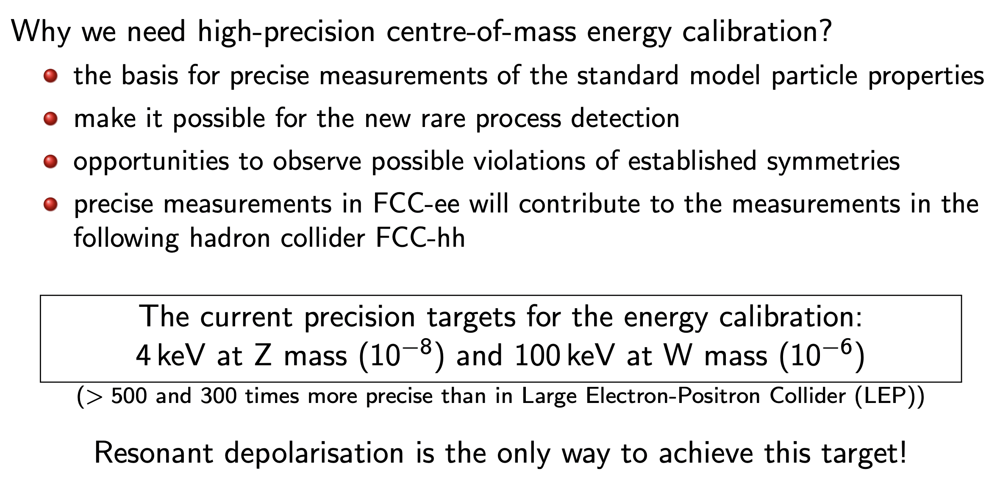 Why we need high-precision centre-of-mass energy calibration?
the basis for precise measurements of the standard model particle properties
make it possible for the new rare process detection
opportunities to observe possible violations of established symmetries
precise measurements in FCC-ee will contribute to the measurements in the
following hadron collider FCC-hh
The current precision targets for the energy calibration:
4 keV at Z mass (10⁻⁸) and 100 keV at W mass (10⁻⁶)
(> 500 and 300 times more precise than in Large Electron-Positron Collider (LEP))
Resonant depolarisation is the only way to achieve this target!